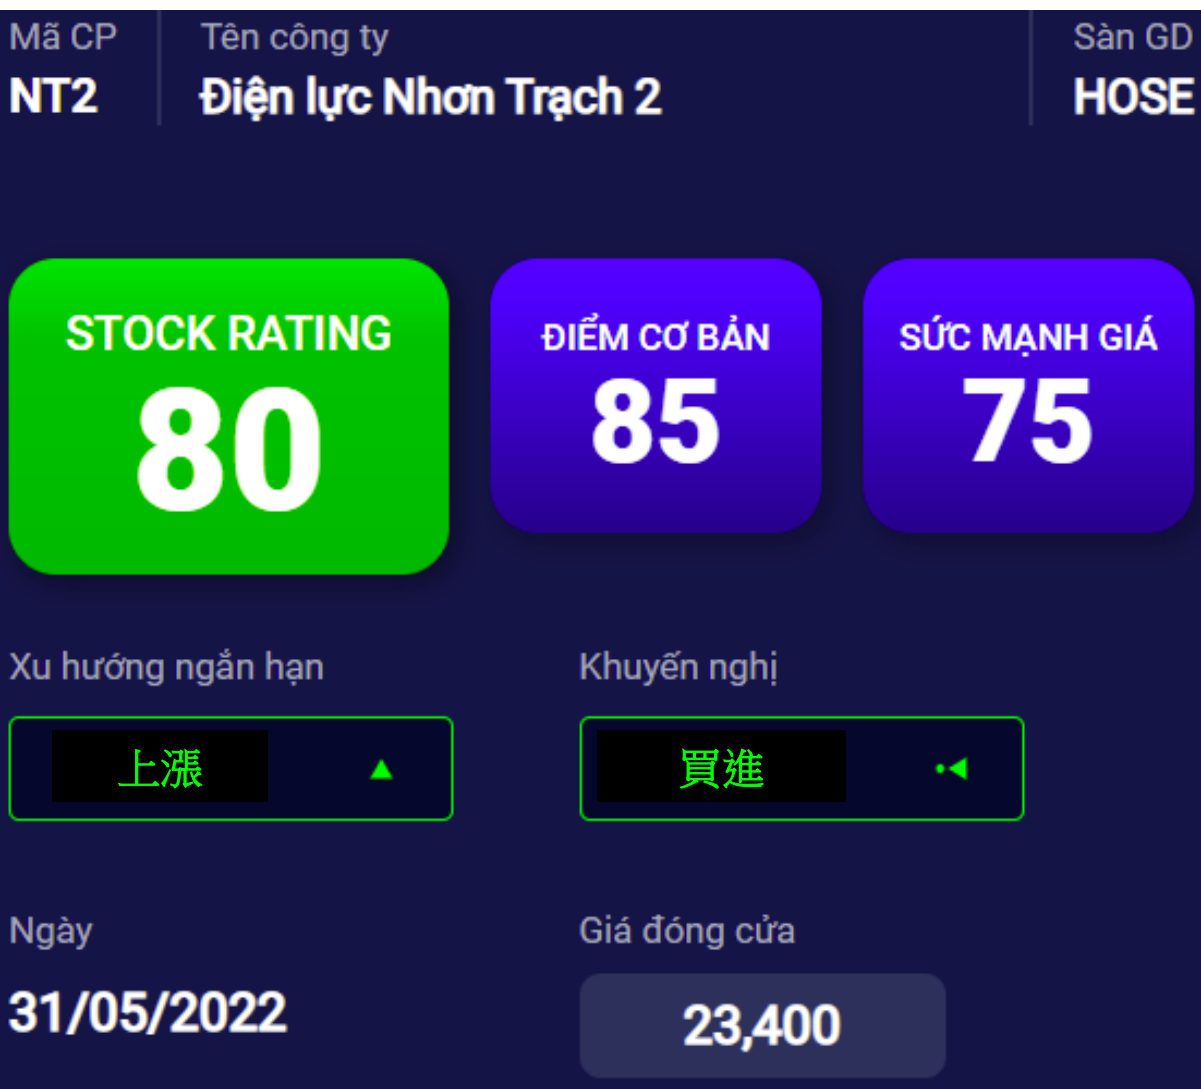 Mã CP
Tên công ty
Sàn GD
NT2
Điện lực Nhơn Trạch 2
HOSE
STOCK RATING
80
ĐIỂM CƠ BẢN
85
SỨC MẠNH GIÁ
75
Xu hướng ngắn hạn
Khuyến nghị
上漲
買進
Ngày
Giá đóng cửa
31/05/2022
23,400